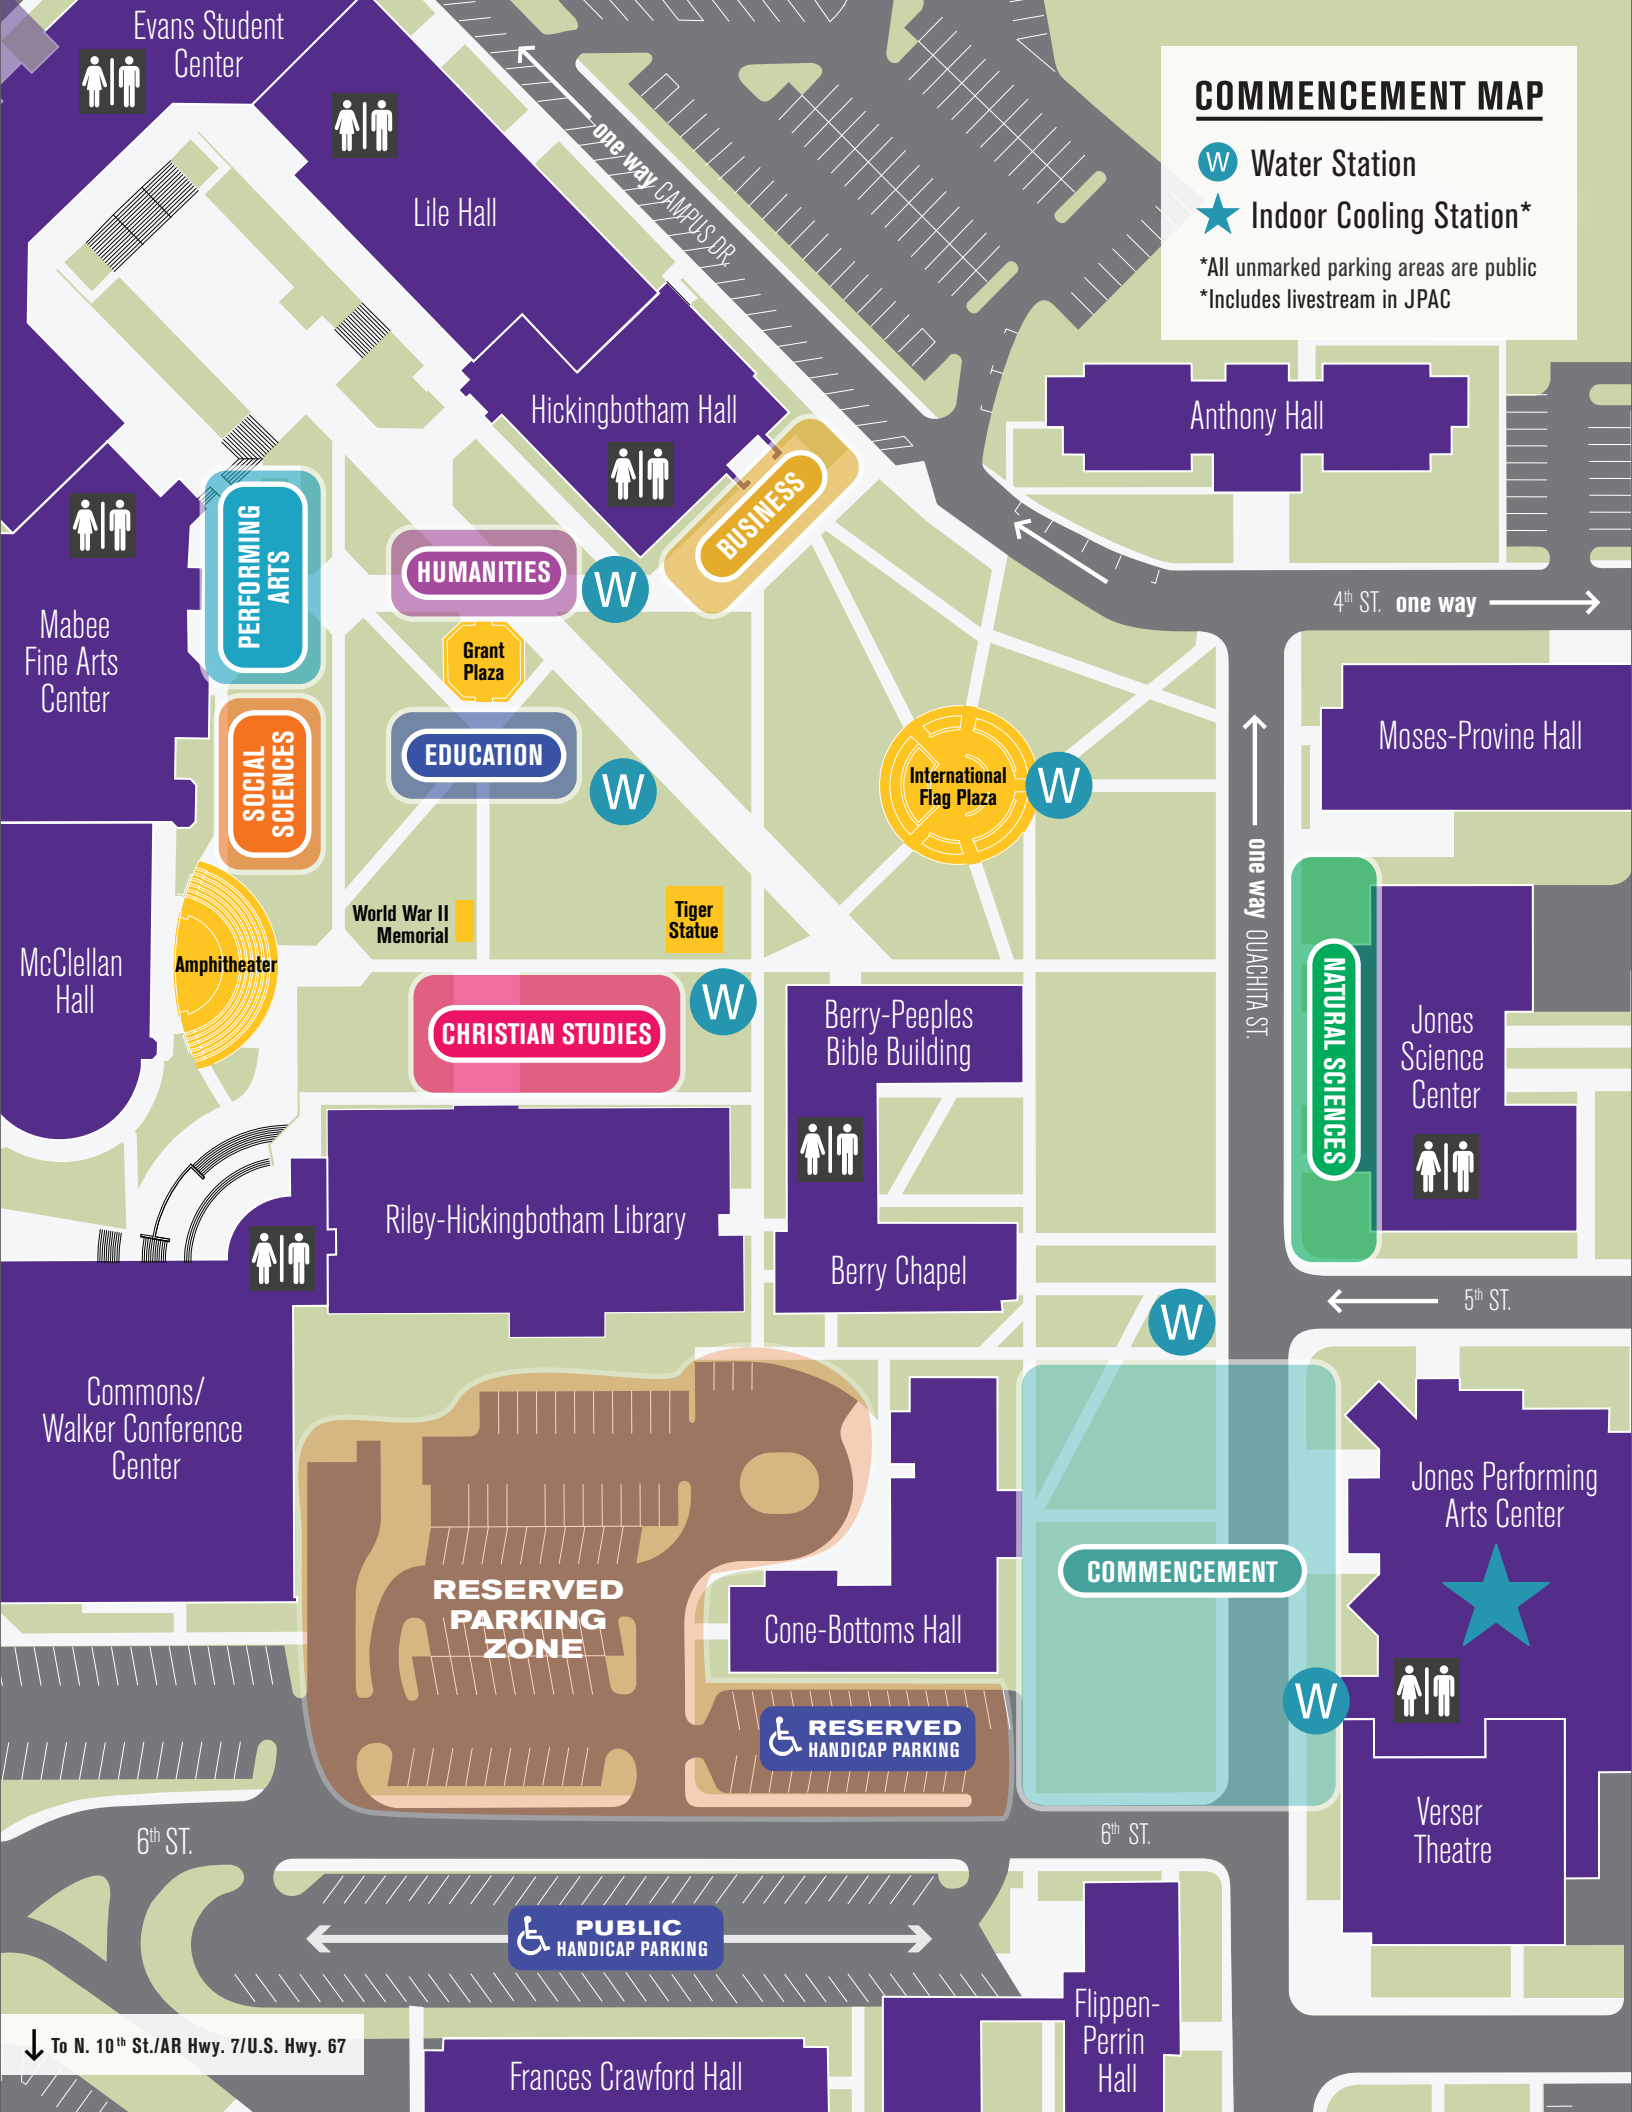 Evans Student
Center
Lile Hall
one way CAMPUS DR.
COMMENCEMENT MAP
W Water Station
Indoor Cooling Station*
*All unmarked parking areas are public
*Includes livestream in JPAC
Hickingbotham Hall
Anthony Hall
BUSINESS
PERFORMING
ARTS
HUMANITIES
W
4th ST. one way
Mabee
Fine Arts
Center
Grant
Plaza
SOCIAL
SCIENCES
EDUCATION
W
International
Flag Plaza
W
Moses-Provine Hall
one way OUACHITA ST.
World War II
Memorial
Tiger
Statue
McClellan
Hall
Amphitheater
CHRISTIAN STUDIES
W
Berry-Peeples
Bible Building
NATURAL SCIENCES
Jones
Science
Center
Riley-Hickingbotham Library
Berry Chapel
W
5th ST.
Commons/
Walker Conference
Center
Jones Performing
Arts Center
COMMENCEMENT
RESERVED
PARKING
ZONE
Cone-Bottoms Hall
W
RESERVED
HANDICAP PARKING
Verser
Theatre
6th ST.
6th ST.
PUBLIC
HANDICAP PARKING
Flippen-
Perrin
Hall
To N. 10th St./AR Hwy. 7/U.S. Hwy. 67
Frances Crawford Hall